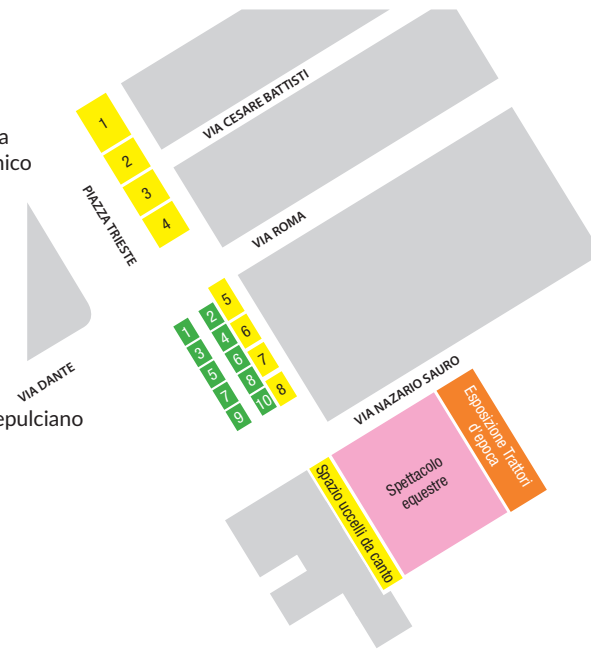 VIA CESARE BATTISTI
1
2
3
4
PIAZZA TRIESTE
VIA ROMA
5
6
7
8
1
2
3
4
5
6
7
8
9
10
VIA DANTE
epulciano
VIA NAZARIO SAURO
Spazio uccelli da canto
Spettacolo
equestre
Esposizione Trattori
d'epoca